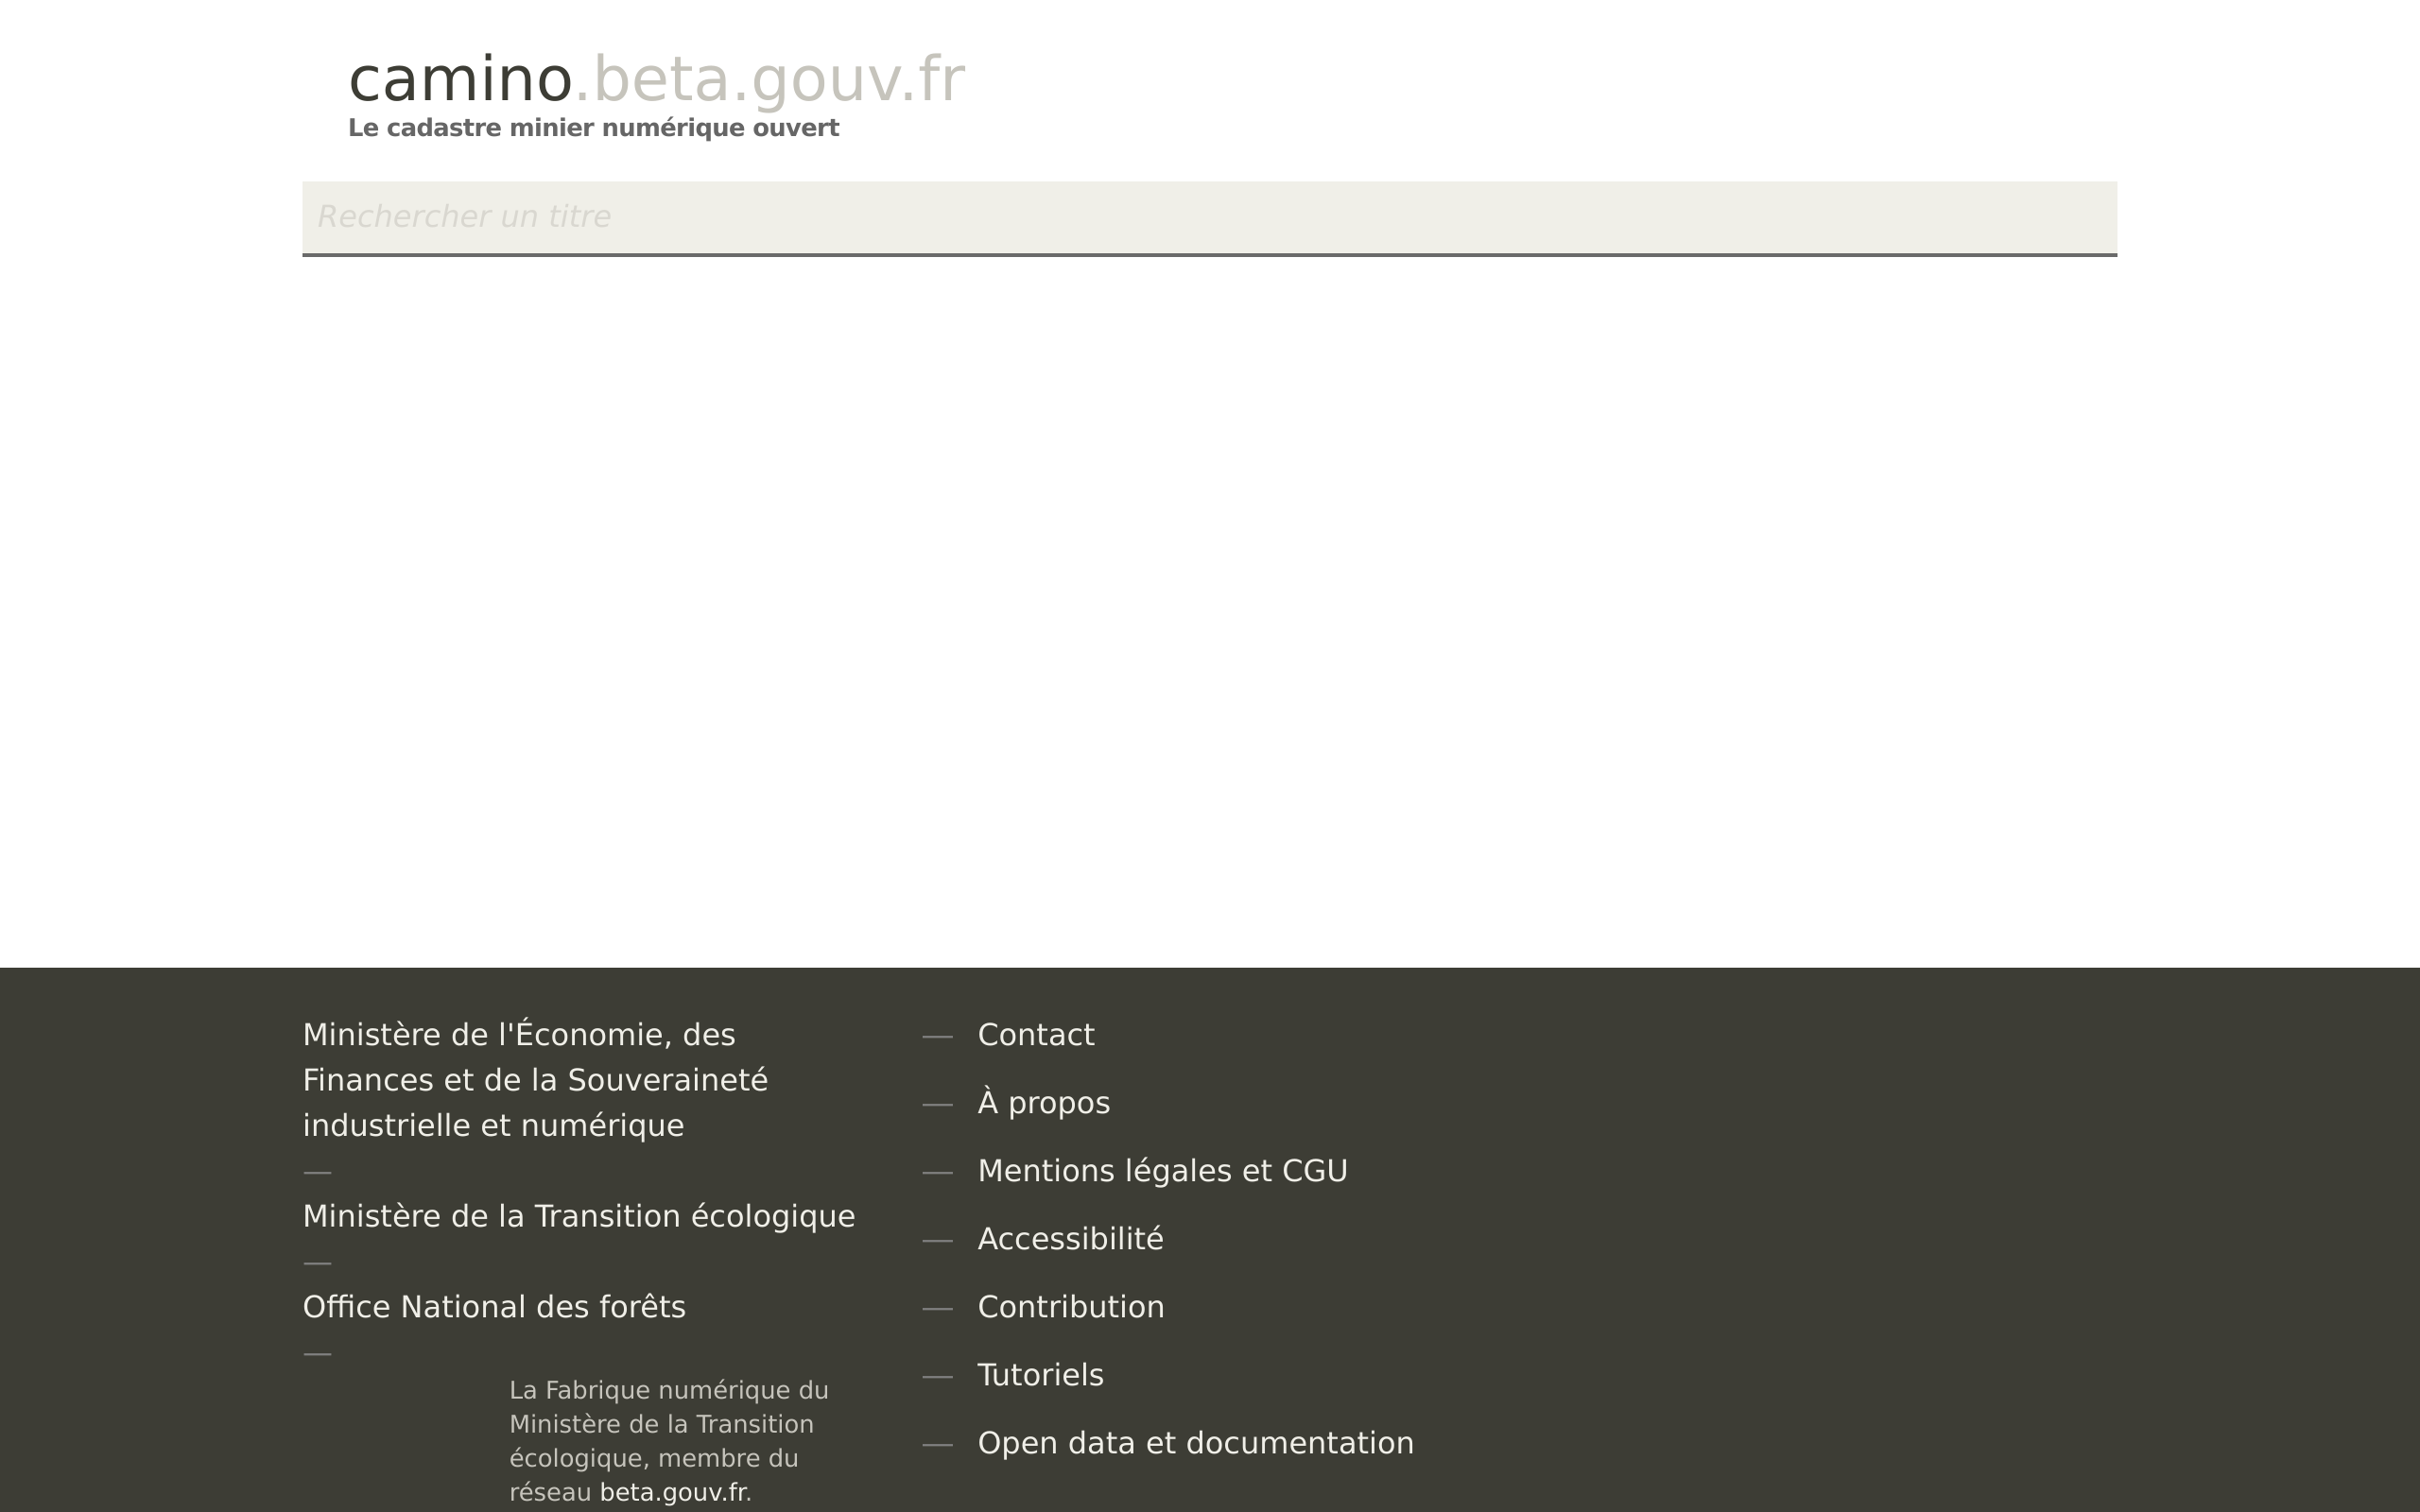 camino.beta.gouv.fr
Le cadastre minier numérique ouvert
Rechercher un titre
Ministère de l'Économie, des
Finances et de la Souveraineté
industrielle et numérique
—
Ministère de la Transition écologique
—
Office National des forêts
—
La Fabrique numérique du
Ministère de la Transition
écologique, membre du
réseau beta.gouv.fr.
— Contact
— À propos
— Mentions légales et CGU
— Accessibilité
— Contribution
— Tutoriels
— Open data et documentation